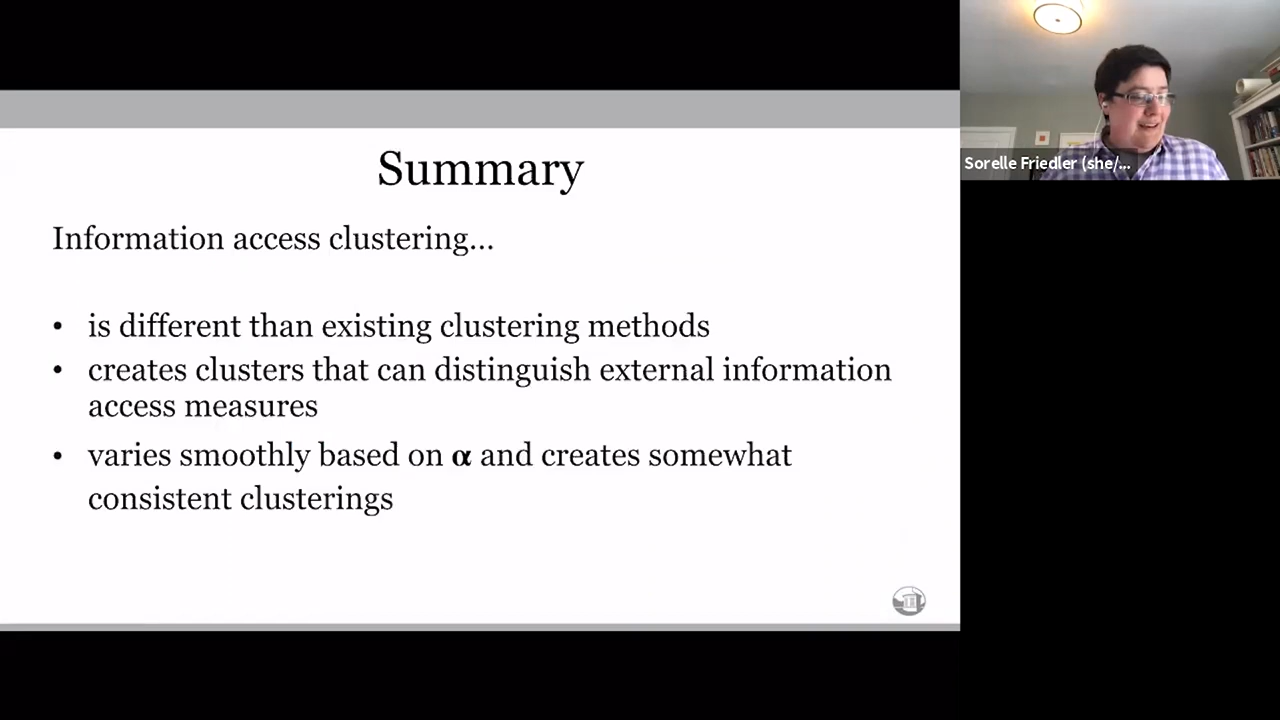 Summary
Information access clustering...
• is different than existing clustering methods
• creates clusters that can distinguish external information
access measures
• varies smoothly based on α and creates somewhat
consistent clusterings
Sorelle Friedler (she/...